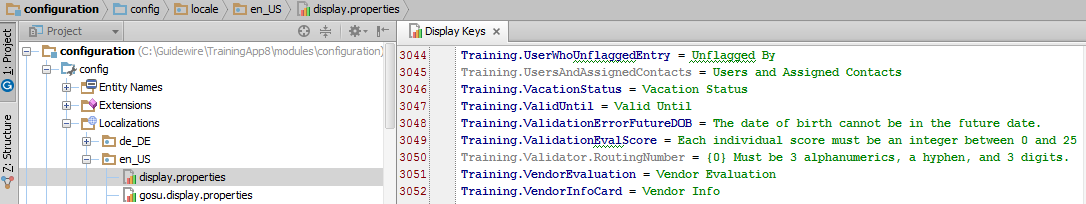 configuration config locale en_US display.properties
1: Project
Z: Structure
Project
configuration (C:\Guidewire\TrainingApp8\modules\configuration)
config
Entity Names
Extensions
Localizations
de_DE
en_US
display.properties
gosu.display.properties
Display Keys
3044 Training.UserWhoUnflaggedEntry = Unflagged By
3045 Training.UsersAndAssignedContacts = Users and Assigned Contacts
3046 Training.VacationStatus = Vacation Status
3047 Training.ValidUntil = Valid Until
3048 Training.ValidationErrorFutureDOB = The date of birth cannot be in the future date.
3049 Training.ValidationEvalScore = Each individual score must be an integer between 0 and 25
3050 Training.Validator.RoutingNumber = {0} Must be 3 alphanumerics, a hyphen, and 3 digits.
3051 Training.VendorEvaluation = Vendor Evaluation
3052 Training.VendorInfoCard = Vendor Info